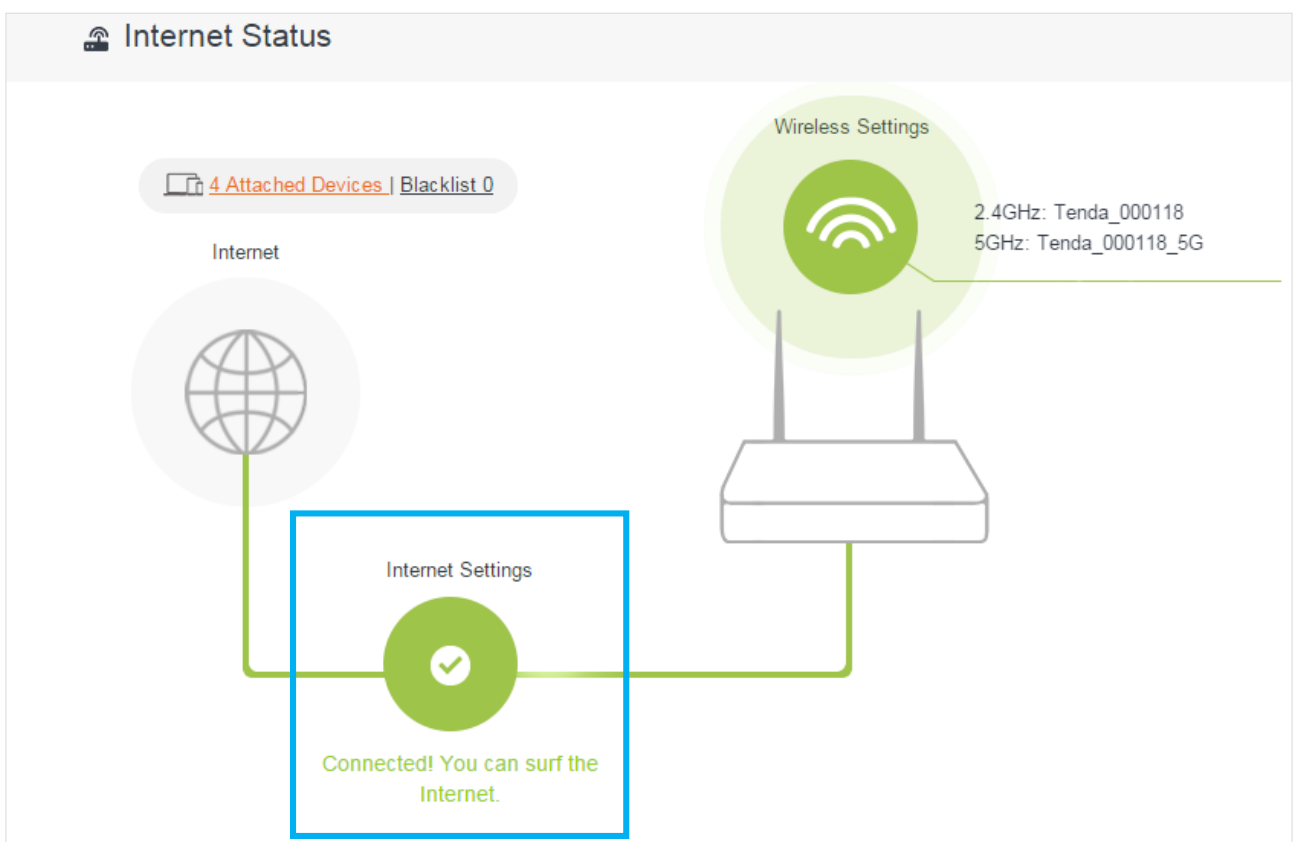 Internet Status
Wireless Settings
4 Attached Devices | Blacklist 0
2.4GHz: Tenda_000118
5GHz: Tenda_000118_5G
Internet
Internet Settings
Connected! You can surf the
Internet.